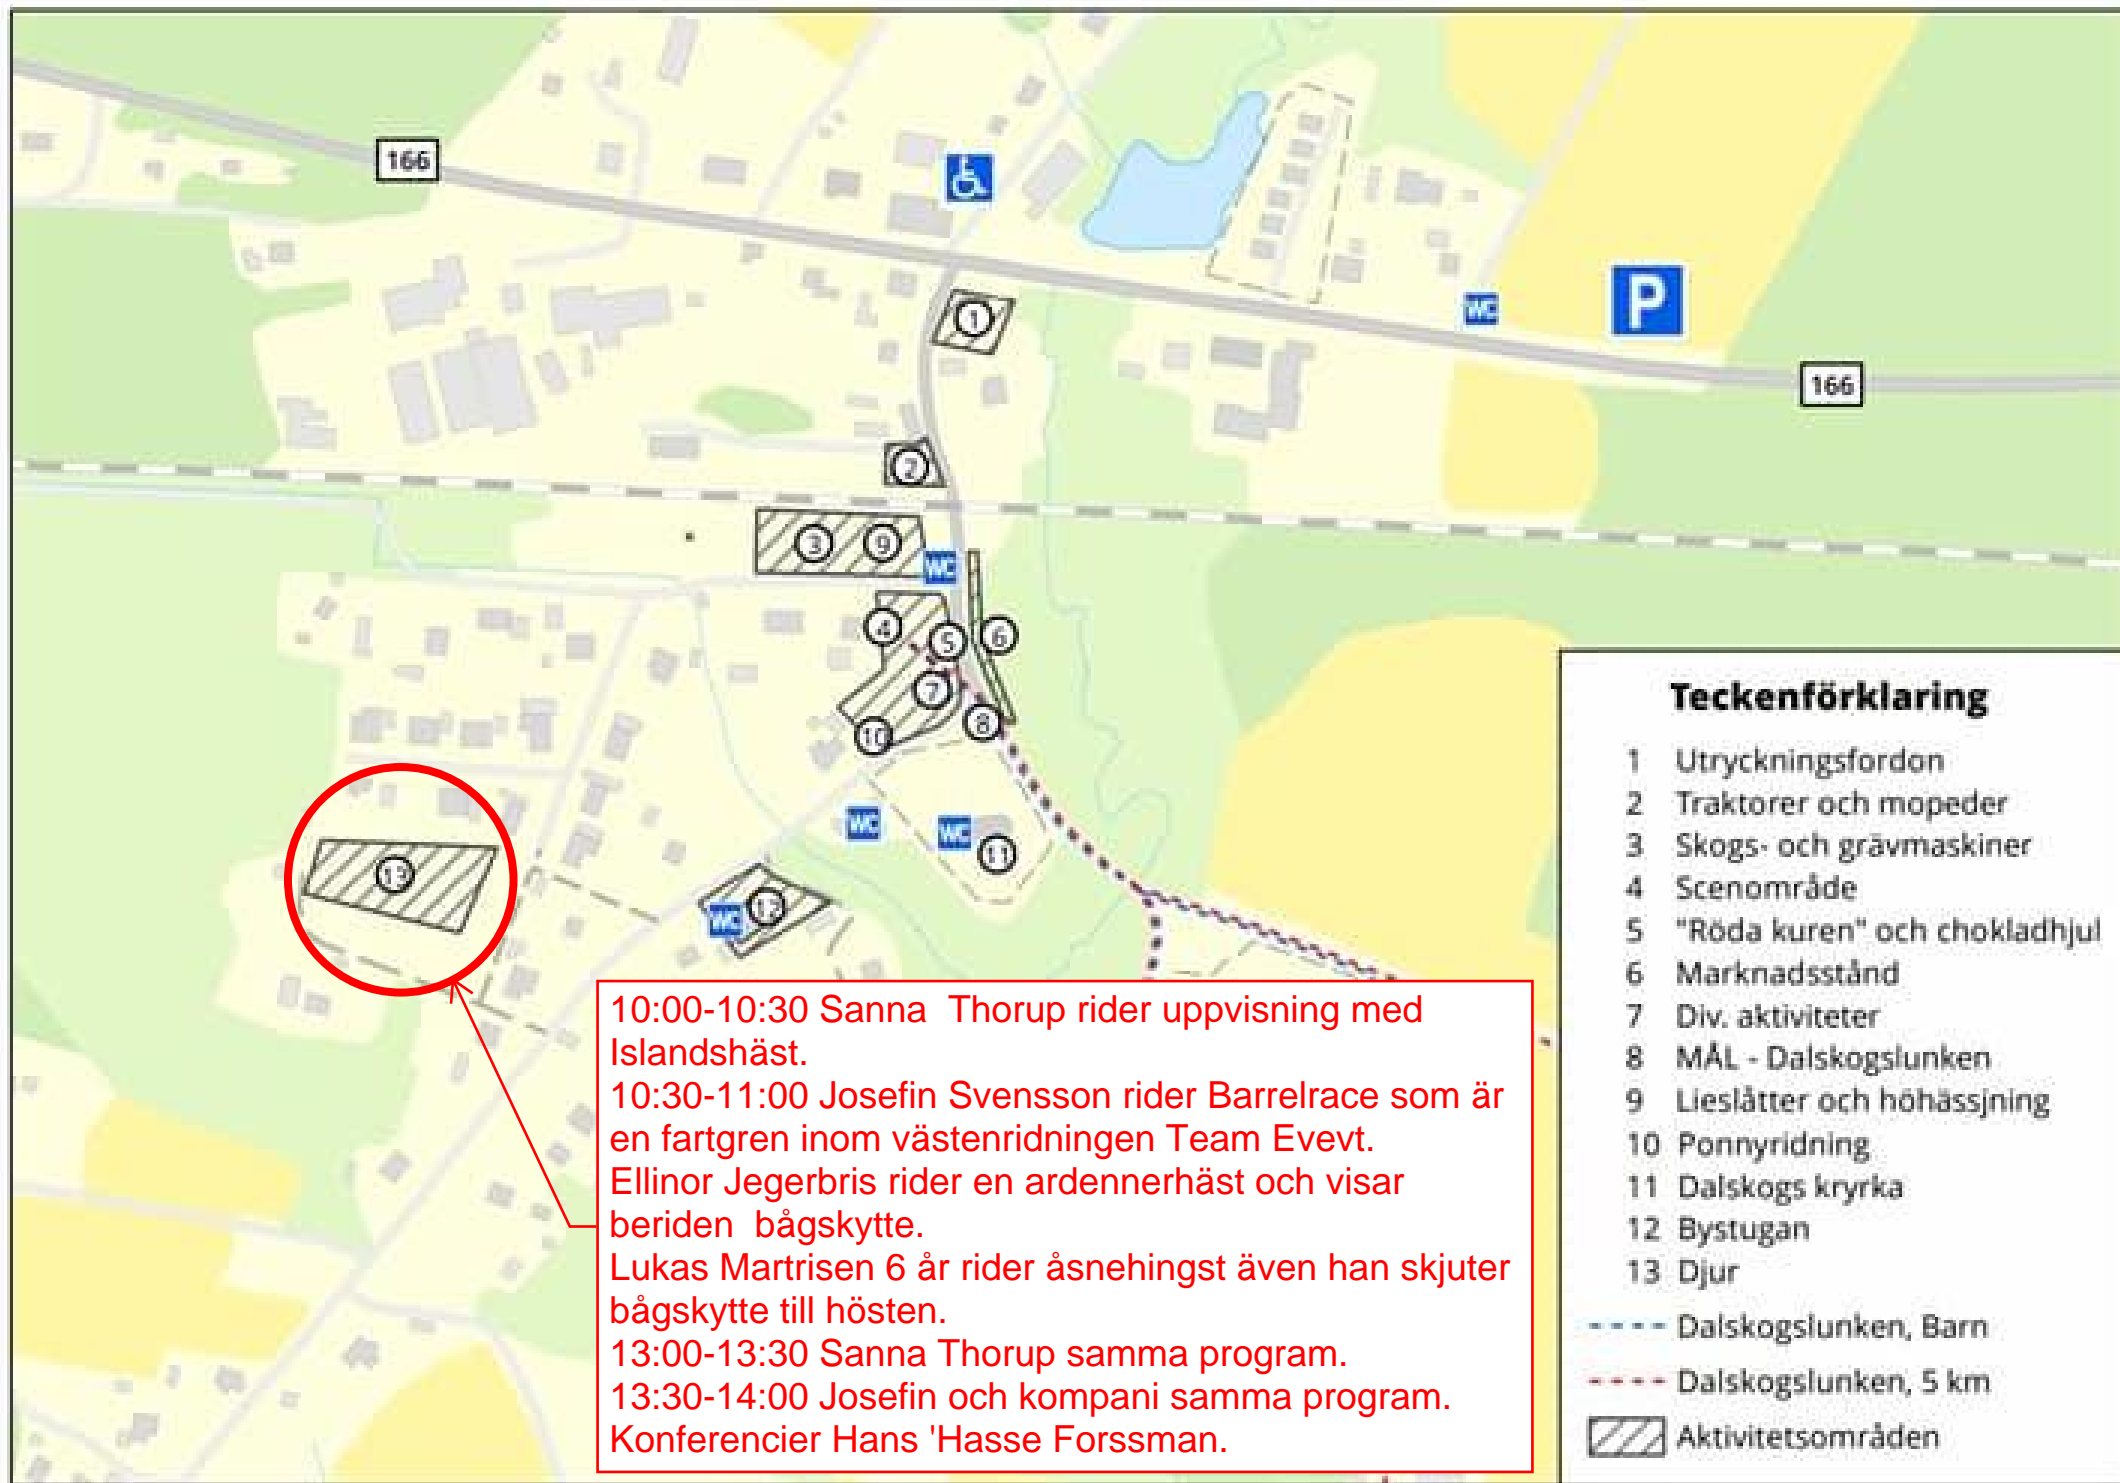 166
P
WC
166
1
2
3
9
WC
4
5
6
7
8
10
WC
WC
11
13
WC
12
10:00-10:30 Sanna  Thorup rider uppvisning med
Islandshäst.
10:30-11:00 Josefin Svensson rider Barrelrace som är
en fartgren inom västenridningen Team Evevt.
Ellinor Jegerbris rider en ardennerhäst och visar
beriden  bågskytte.
Lukas Martrisen 6 år rider åsnehingst även han skjuter
bågskytte till hösten.
13:00-13:30 Sanna Thorup samma program.
13:30-14:00 Josefin och kompani samma program.
Konferencier Hans 'Hasse Forssman.
Teckenförklaring
1 Utryckningsfordon
2 Traktorer och mopeder
3 Skogs- och grävmaskiner
4 Scenområde
5 "Röda kuren" och chokladhjul
6 Marknadsstånd
7 Div. aktiviteter
8 MÅL - Dalskogslunken
9 Lieslåtter och höhässjning
10 Ponnyridning
11 Dalskogs kryrka
12 Bystugan
13 Djur
Dalskogslunken, Barn
Dalskogslunken, 5 km
Aktivitetsområden